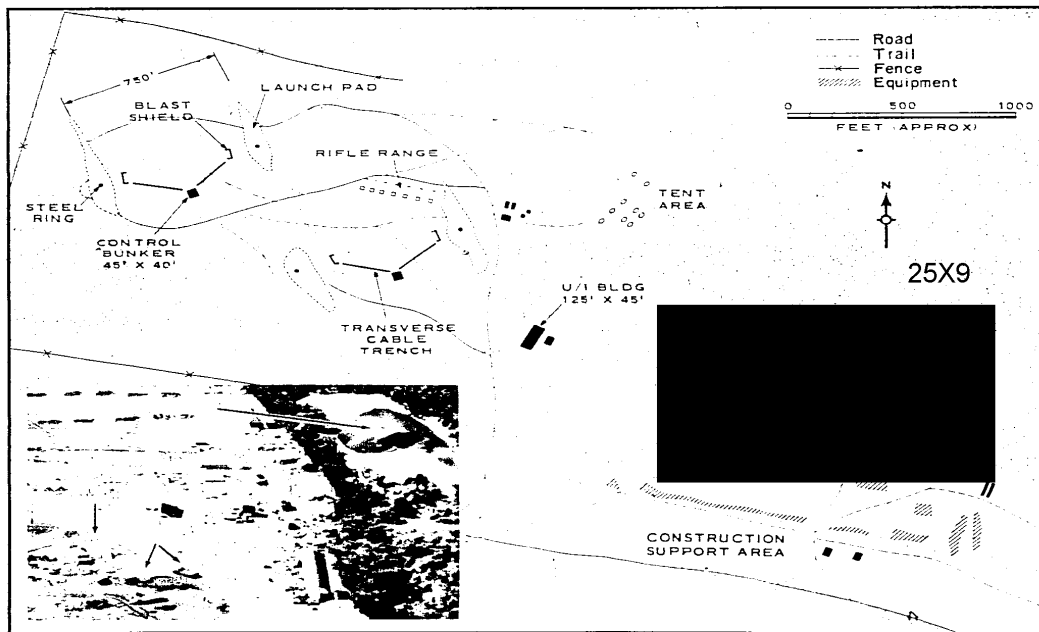 Road
Trail
Fence
Equipment
0 500 1000
FEET (APPROX)
750'
LAUNCH PAD
BLAST
SHIELD
RIFLE RANGE
STEEL
RING
TENT
AREA
N
CONTROL
BUNKER
45' X 40'
25X9
U/I BLDG
125' X 45'
TRANSVERSE
CABLE
TRENCH
CONSTRUCTION
SUPPORT AREA